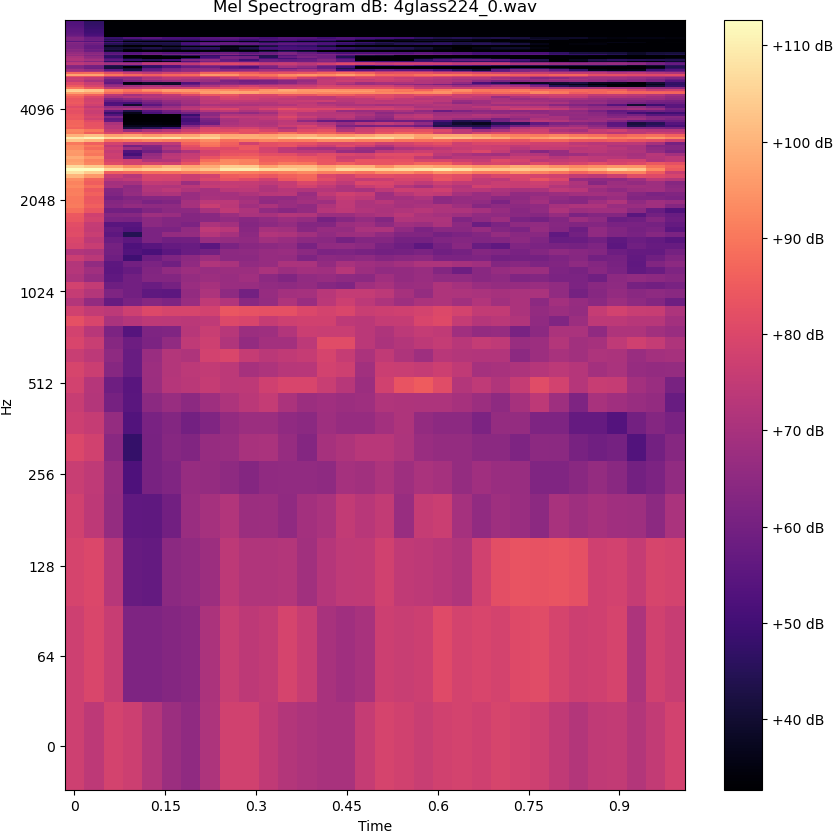 Mel Spectrogram dB: 4glass224_0.wav
+110 dB
4096
+100 dB
2048
+90 dB
1024
+80 dB
512
Hz
+70 dB
256
+60 dB
128
64
+50 dB
0
+40 dB
0 0.15 0.3 0.45 0.6 0.75 0.9
Time